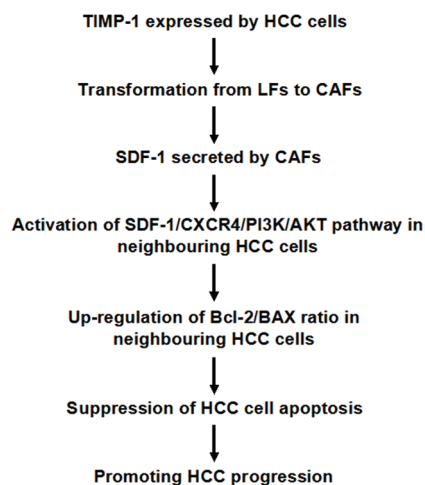 TIMP-1 expressed by HCC cells
Transformation from LFs to CAFs
SDF-1 secreted by CAFs
Activation of SDF-1/CXCR4/PI3K/AKT pathway in
neighbouring HCC cells
Up-regulation of Bcl-2/BAX ratio in
neighbouring HCC cells
Suppression of HCC cell apoptosis
Promoting HCC progression